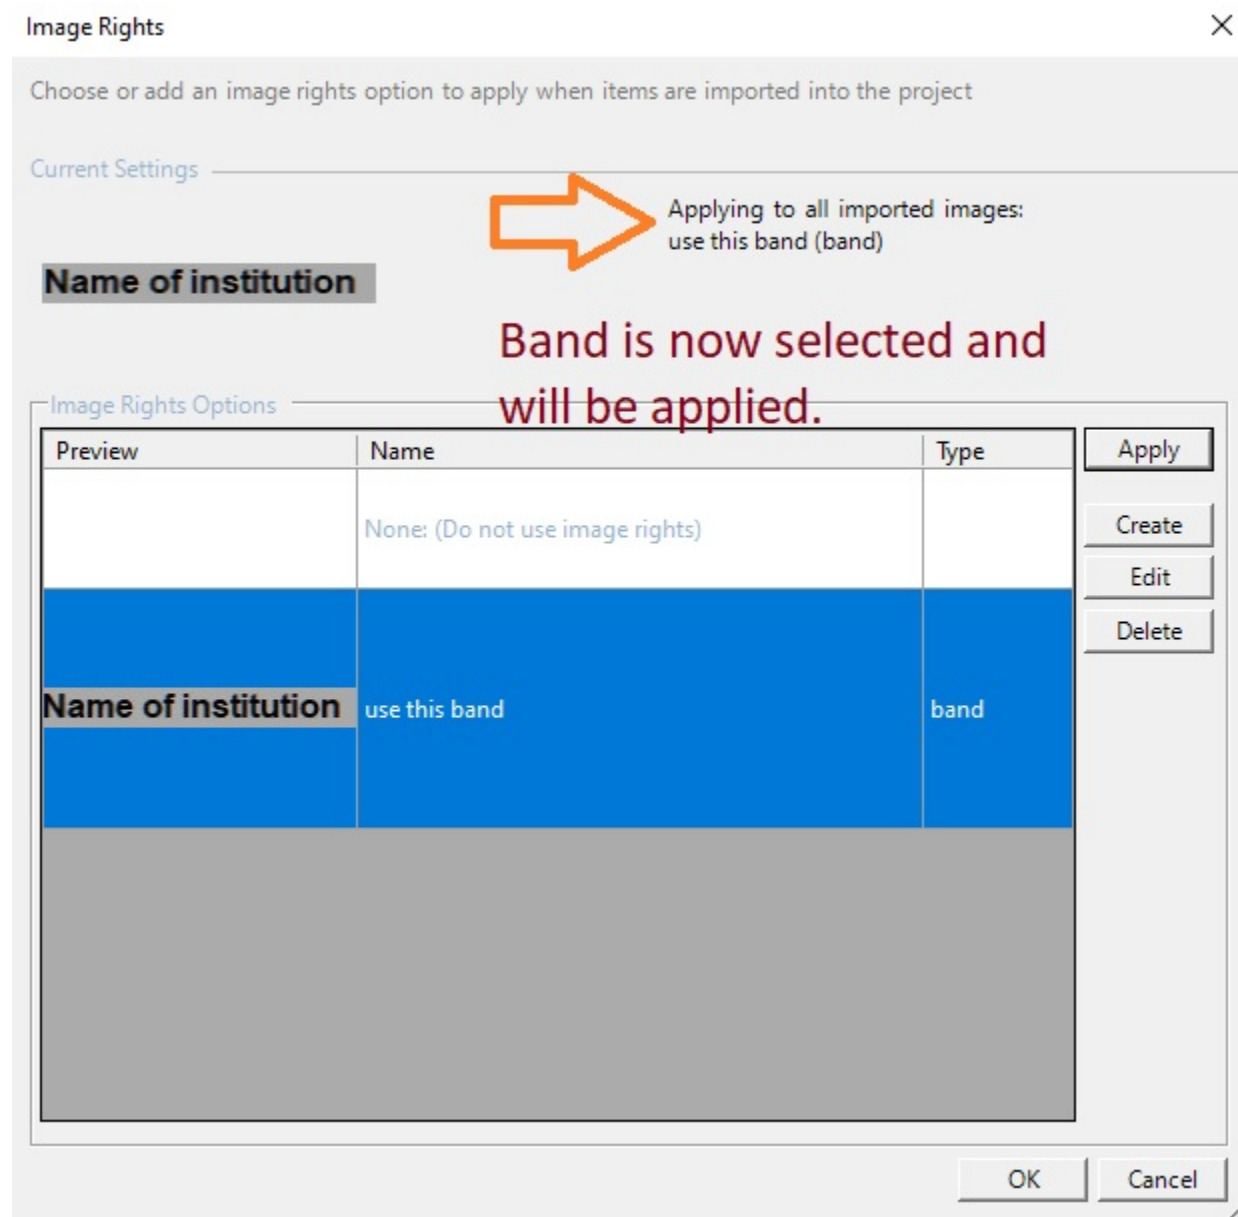 Image Rights
Choose or add an image rights option to apply when items are imported into the project
Current Settings
Applying to all imported images:
use this band (band)
Name of institution
Band is now selected and
will be applied.
Image Rights Options
Preview Name Type
Apply
None: (Do not use image rights)
Create
Edit
Delete
Name of institution use this band band
OK Cancel